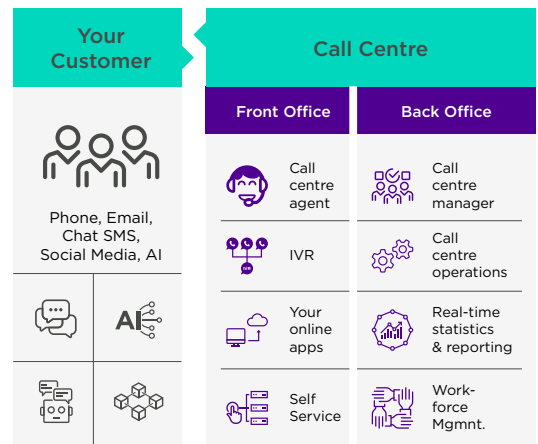 Your
Customer
Call Centre
Phone, Email,
Chat SMS,
Social Media, AI
AI
Front Office
Back Office
Call
centre
agent
Call
centre
manager
IVR
IVR
Call
centre
operations
Your
online
apps
Real-time
statistics
& reporting
Self
Service
Work-
force
Mgmnt.